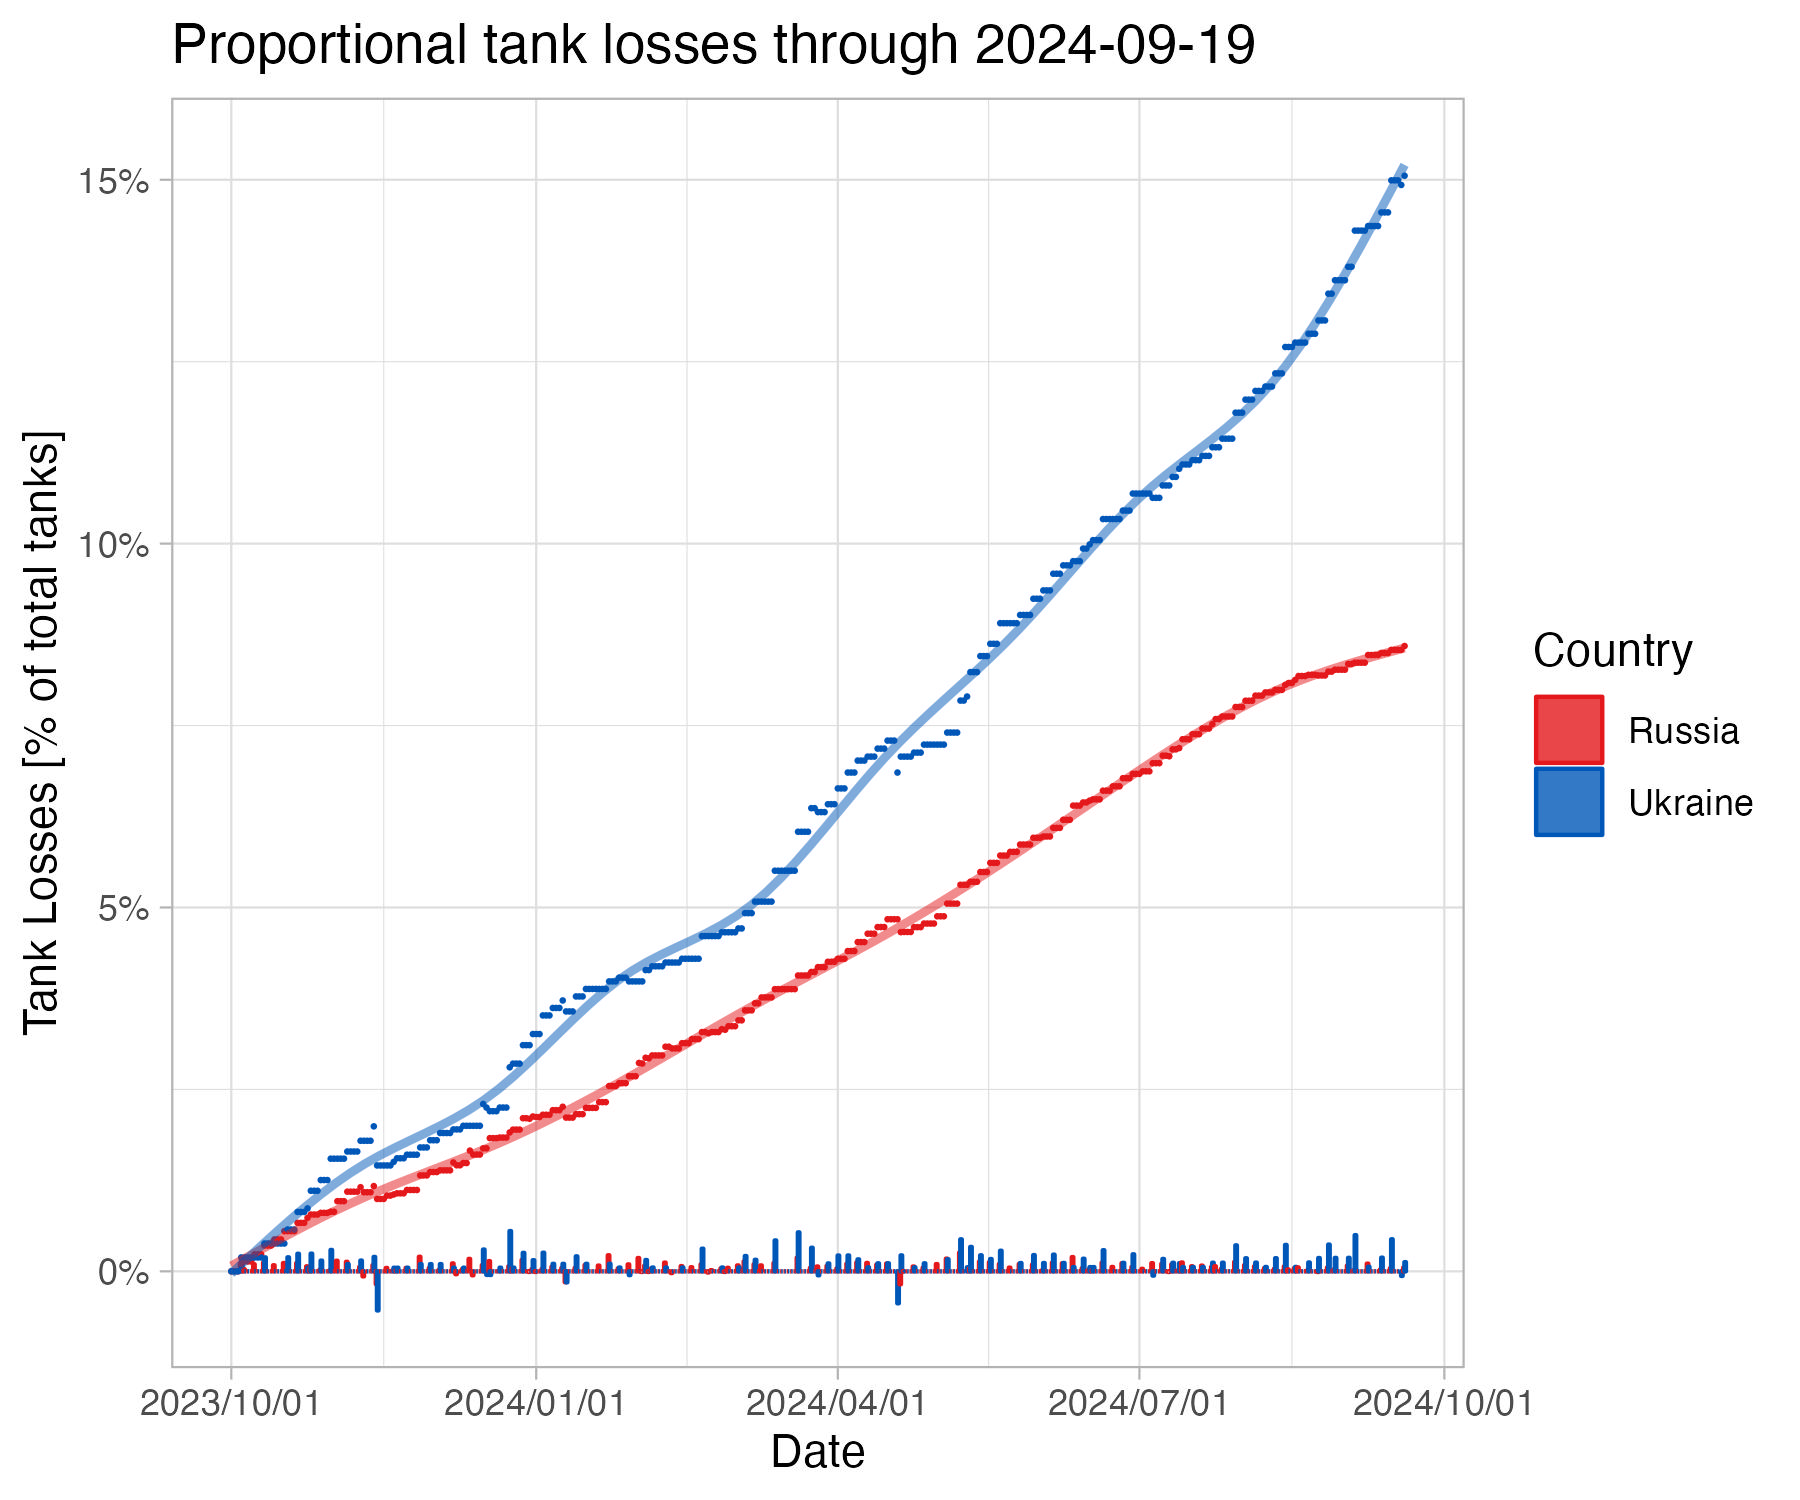 Proportional tank losses through 2024-09-19
Tank Losses [% of total tanks]
15%
10%
5%
0%
2023/10/01
2024/01/01
2024/04/01
2024/07/01
2024/10/01
Date
Country
Russia
Ukraine